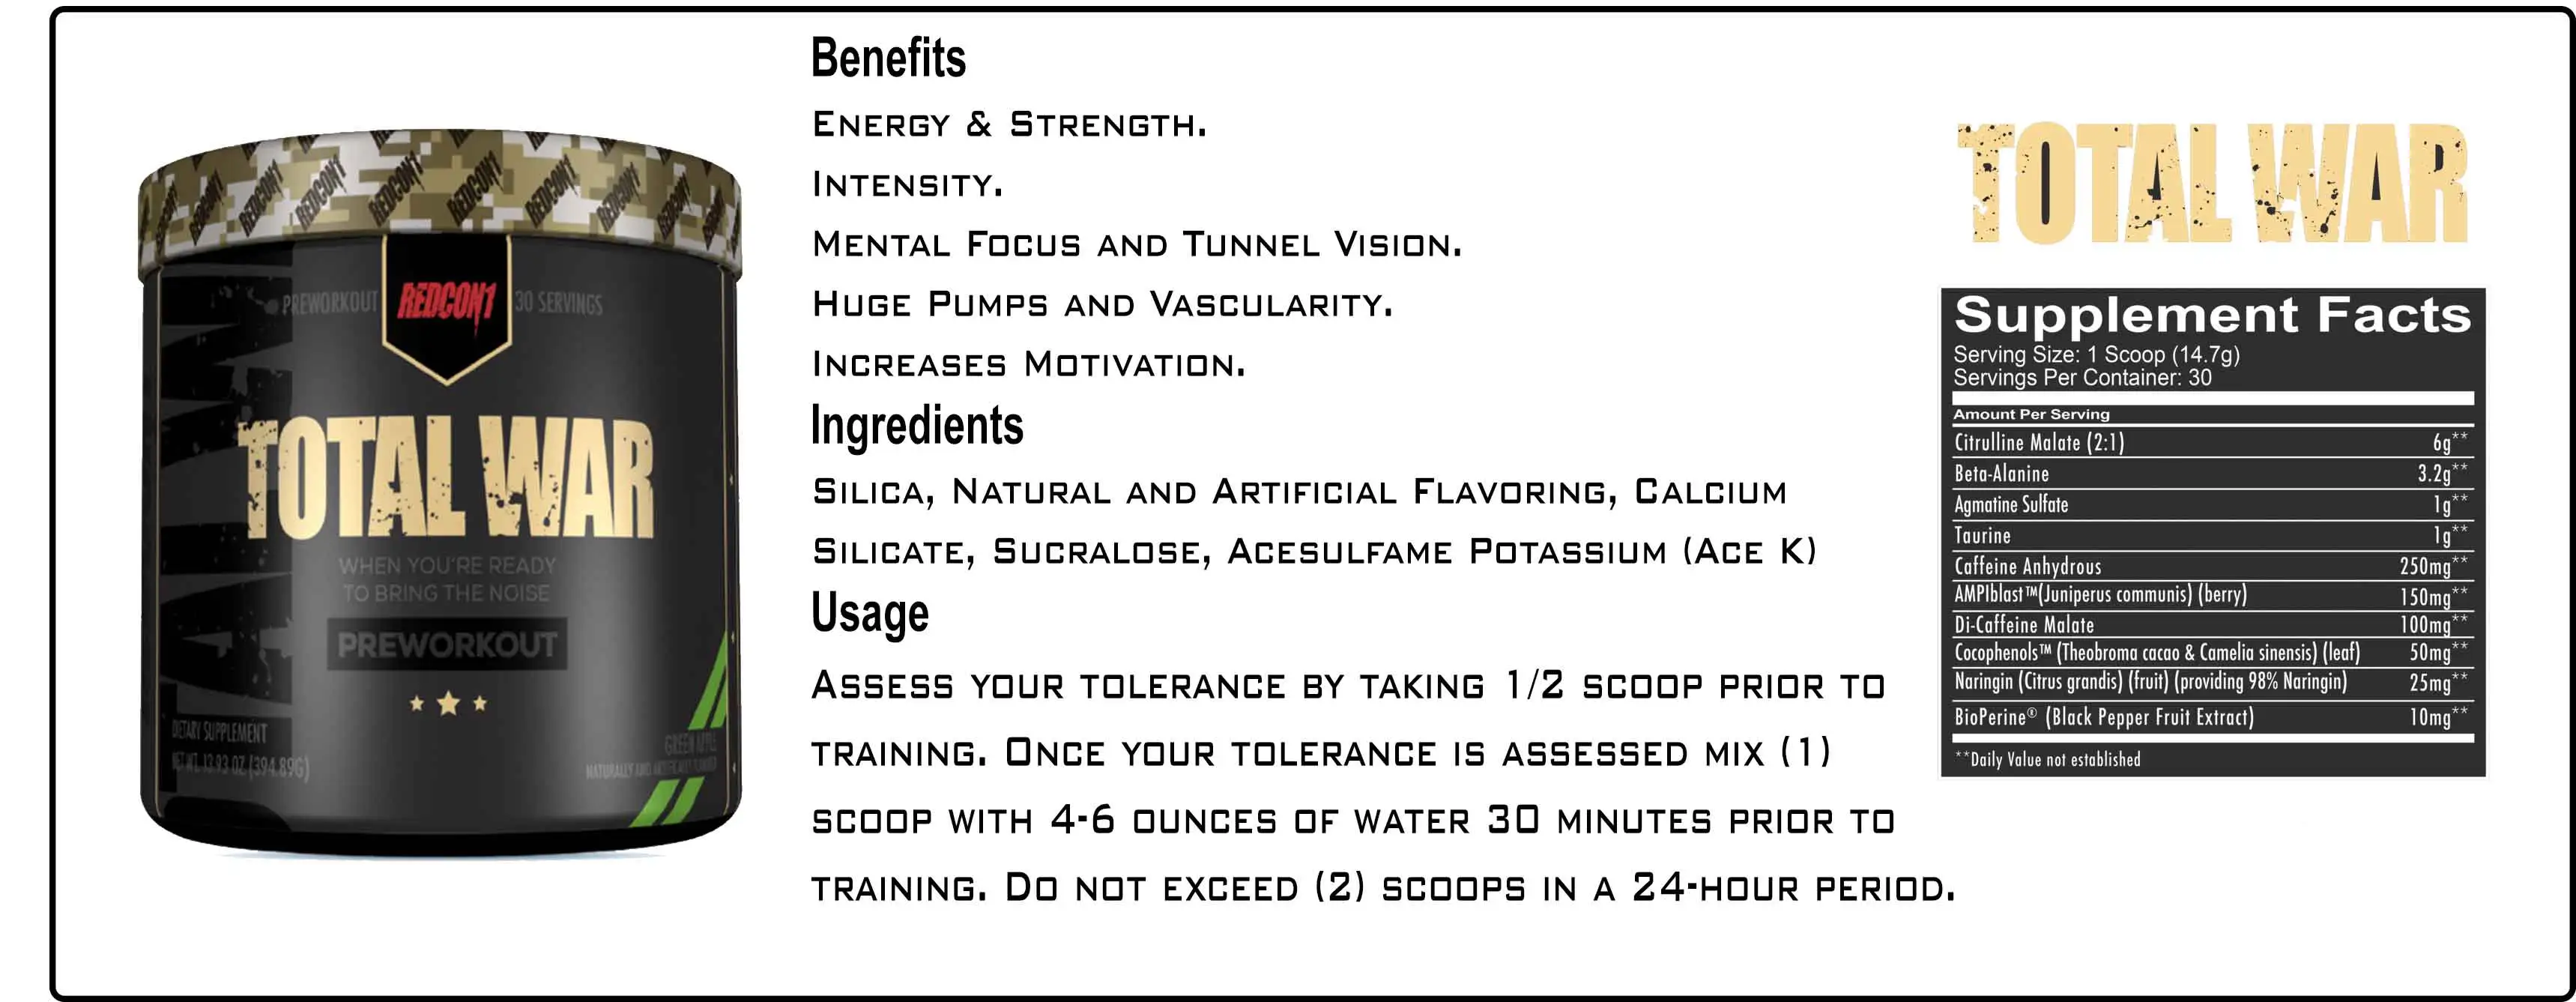 REDCON1
PREWORKOUT
REDCON1
30 SERVINGS
TOTAL WAR
WHEN YOU'RE READY
TO BRING THE NOISE
PREWORKOUT
DIETARY SUPPLEMENT
NET WT. 13.93 OZ (394.89G)
GREEN APPLE
NATURALLY AND ARTIFICIALLY FLAVORED
Benefits
ENERGY & STRENGTH.
INTENSITY.
MENTAL FOCUS AND TUNNEL VISION.
HUGE PUMPS AND VASCULARITY.
INCREASES MOTIVATION.
Ingredients
SILICA, NATURAL AND ARTIFICIAL FLAVORING, CALCIUM
SILICATE, SUCRALOSE, ACESULFAME POTASSIUM (ACE K)
Usage
ASSESS YOUR TOLERANCE BY TAKING 1/2 SCOOP PRIOR TO
TRAINING. ONCE YOUR TOLERANCE IS ASSESSED MIX (1)
SCOOP WITH 4-6 OUNCES OF WATER 30 MINUTES PRIOR TO
TRAINING. DO NOT EXCEED (2) SCOOPS IN A 24-HOUR PERIOD.
TOTAL WAR
Supplement Facts
Serving Size: 1 Scoop (14.7g)
Servings Per Container: 30
Amount Per Serving
Citrulline Malate (2:1) 6g**
Beta-Alanine 3.2g**
Agmatine Sulfate 1g**
Taurine 1g**
Caffeine Anhydrous 250mg**
AMPIblast™(Juniperus communis) (berry) 150mg**
Di-Caffeine Malate 100mg**
Cocophenols™ (Theobroma cacao & Camelia sinensis) (leaf) 50mg**
Naringin (Citrus grandis) (fruit) (providing 98% Naringin) 25mg**
BioPerine® (Black Pepper Fruit Extract) 10mg**
**Daily Value not established